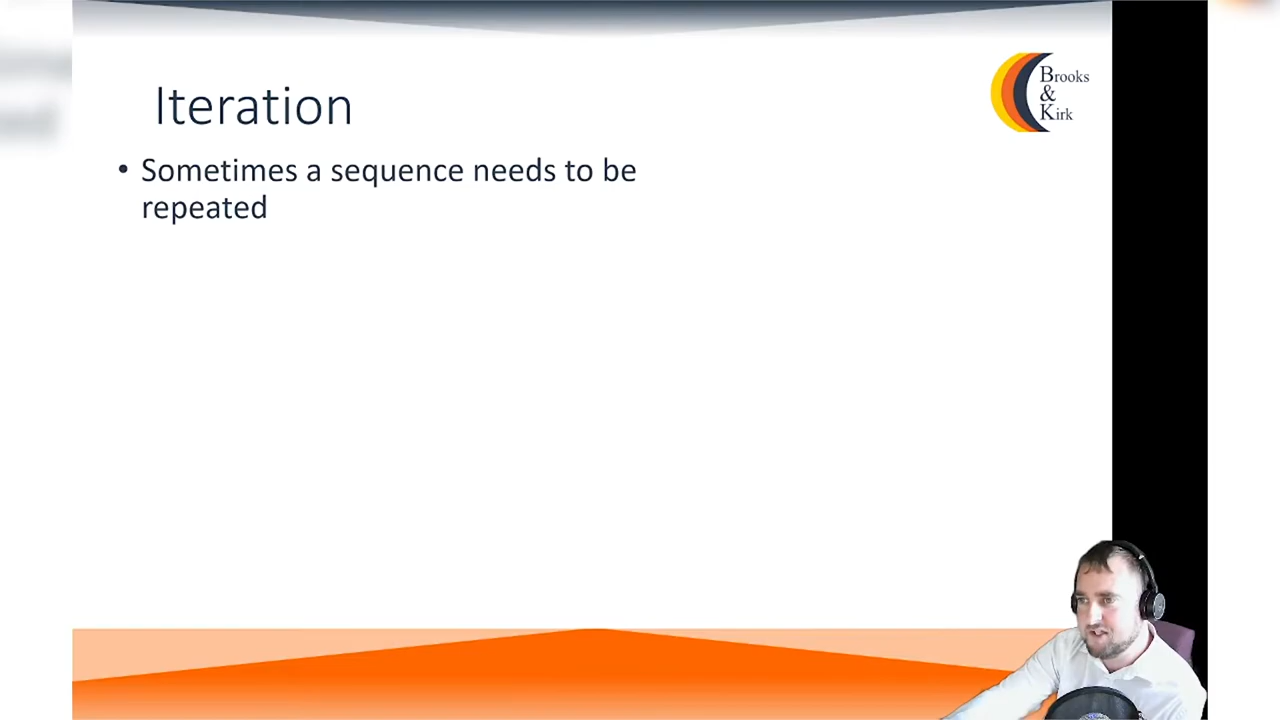 Brooks
&
Kirk
Iteration
• Sometimes a sequence needs to be
repeated